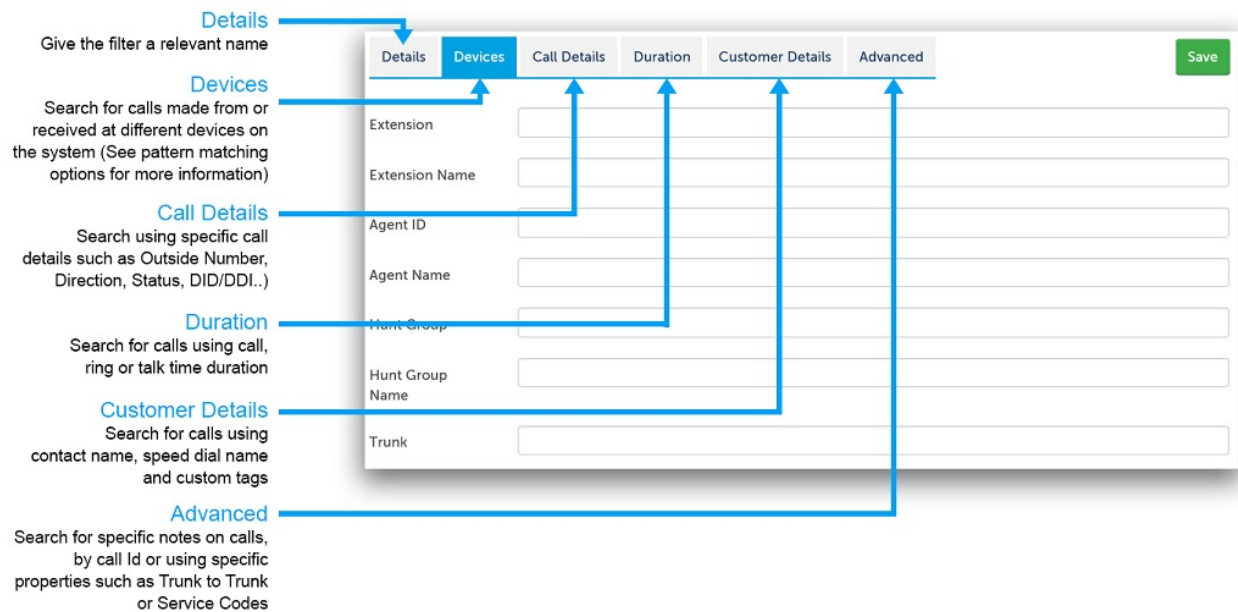 Details
Give the filter a relevant name
Devices
Search for calls made from or
received at different devices on
the system (See pattern matching
options for more information)
Call Details
Search using specific call
details such as Outside Number,
Direction, Status, DID/DDI..)
Duration
Search for calls using call,
ring or talk time duration
Customer Details
Search for calls using
contact name, speed dial name
and custom tags
Advanced
Search for specific notes on calls,
by call Id or using specific
properties such as Trunk to Trunk
or Service Codes
Details Devices Call Details Duration Customer Details Advanced Save
Extension
Extension Name
Agent ID
Agent Name
Hunt Group
Hunt Group
Name
Trunk